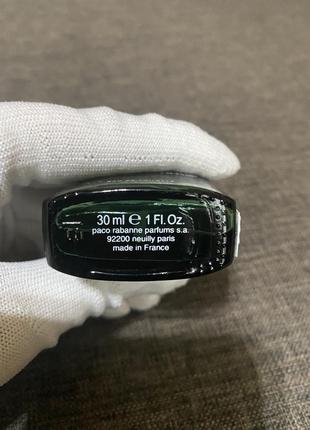 30 ml ℮ 1 Fl. Oz.
paco rabanne parfums s.a.
92200 neuilly paris
made in France